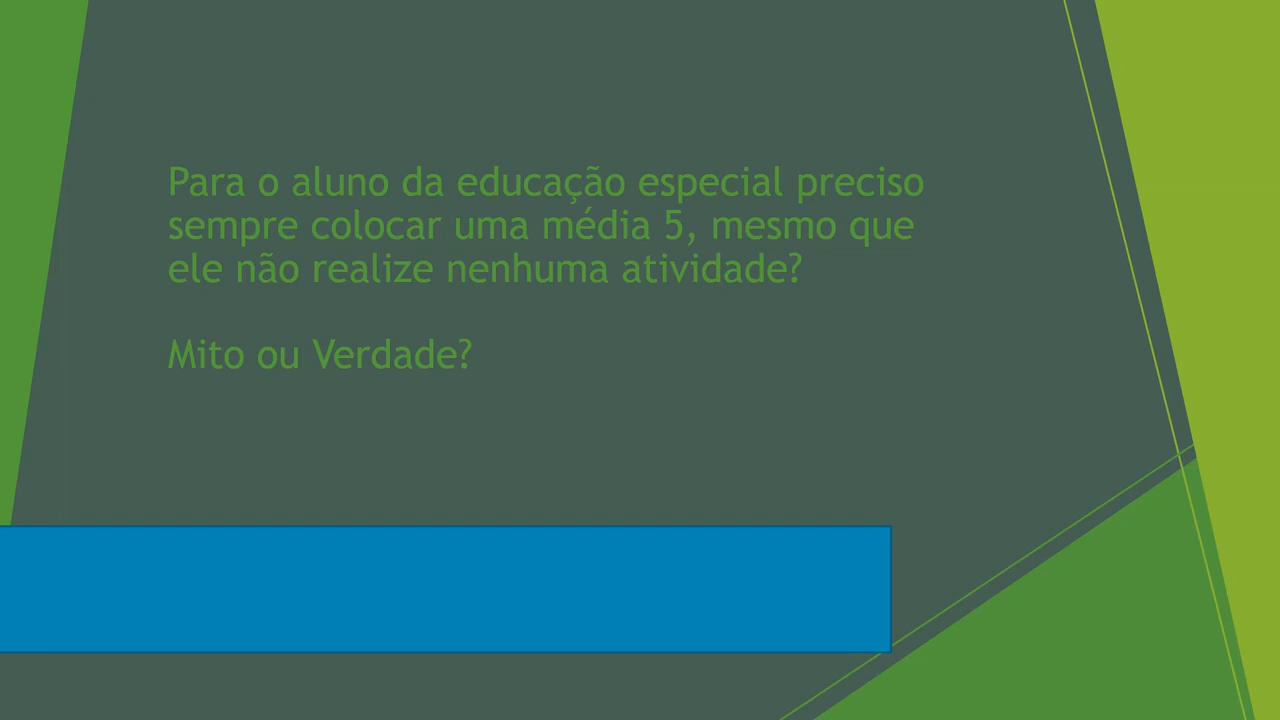 Para o aluno da educação especial preciso
sempre colocar uma média 5, mesmo que
ele não realize nenhuma atividade?
Mito ou Verdade?